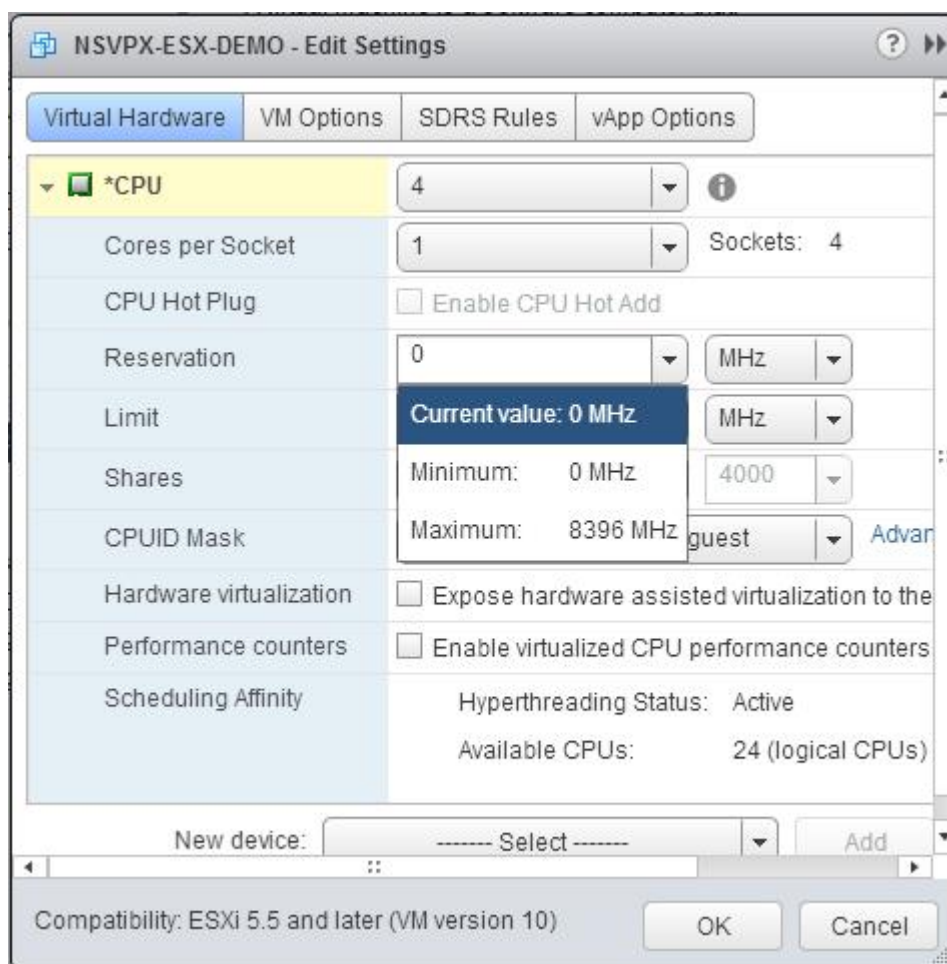 NSVPX-ESX-DEMO - Edit Settings ?
Virtual Hardware VM Options SDRS Rules vApp Options
*CPU 4
Cores per Socket 1 Sockets: 4
CPU Hot Plug Enable CPU Hot Add
Reservation 0 MHz
Limit Current value: 0 MHz MHz
Shares Minimum: 0 MHz 4000
CPUID Mask Maximum: 8396 MHz guest Advan
Hardware virtualization Expose hardware assisted virtualization to the
Performance counters Enable virtualized CPU performance counters
Scheduling Affinity Hyperthreading Status: Active
Available CPUs: 24 (logical CPUs)
New device: ------- Select ------- Add
Compatibility: ESXi 5.5 and later (VM version 10) OK Cancel